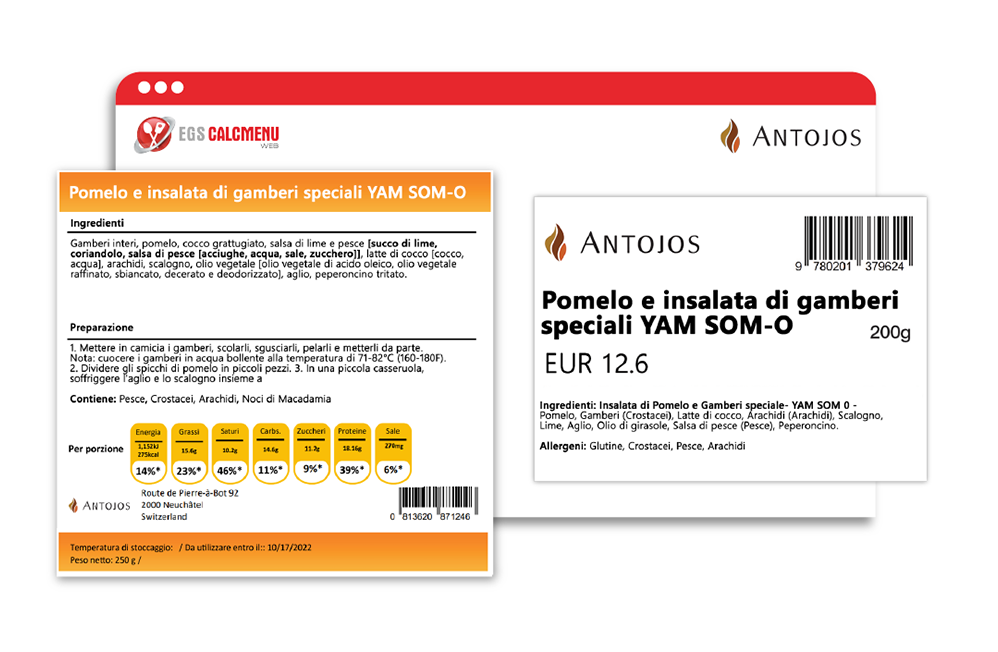 EGS CALCMENU
WEB
ANTOJOS
Pomelo e insalata di gamberi speciali YAM SOM-O
Ingredienti
Gamberi interi, pomelo, cocco grattugiato, salsa di lime e pesce [succo di lime,
coriandolo, salsa di pesce [acciughe, acqua, sale, zucchero]], latte di cocco [cocco,
acqua], arachidi, scalogno, olio vegetale [olio vegetale di acido oleico, olio vegetale
raffinato, sbiancato, decerato e deodorizzato], aglio, peperoncino tritato.
Preparazione
1. Mettere in camicia i gamberi, scolarli, sgusciarli, pelarli e metterli da parte.
Nota: cuocere i gamberi in acqua bollente alla temperatura di 71-82°C (160-180F).
2. Dividere gli spicchi di pomelo in piccoli pezzi. 3. In una piccola casseruola,
soffriggere l'aglio e lo scalogno insieme a
Contiene: Pesce, Crostacei, Arachidi, Noci di Macadamia
Per porzione
Energia Grassi Saturi Carbs. Zuccheri Proteine Sale
1,152kJ
275kcal 15.6g 10.2g 14.6g 11.2g 18.16g 270mg
14%* 23%* 46%* 11%* 9%* 39%* 6%*
ANTOJOS
Route de Pierre-à-Bot 92
2000 Neuchâtel
Switzerland
0 813620 871246
Temperatura di stoccaggio: / Da utilizzare entro il:: 10/17/2022
Peso netto: 250 g /
ANTOJOS
9 780201 379624
Pomelo e insalata di gamberi
speciali YAM SOM-O
200g
EUR 12.6
Ingredienti: Insalata di Pomelo e Gamberi speciale- YAM SOM 0 -
Pomelo, Gamberi (Crostacei), Latte di cocco, Arachidi (Arachidi), Scalogno,
Lime, Aglio, Olio di girasole, Salsa di pesce (Pesce), Peperoncino.
Allergeni: Glutine, Crostacei, Pesce, Arachidi